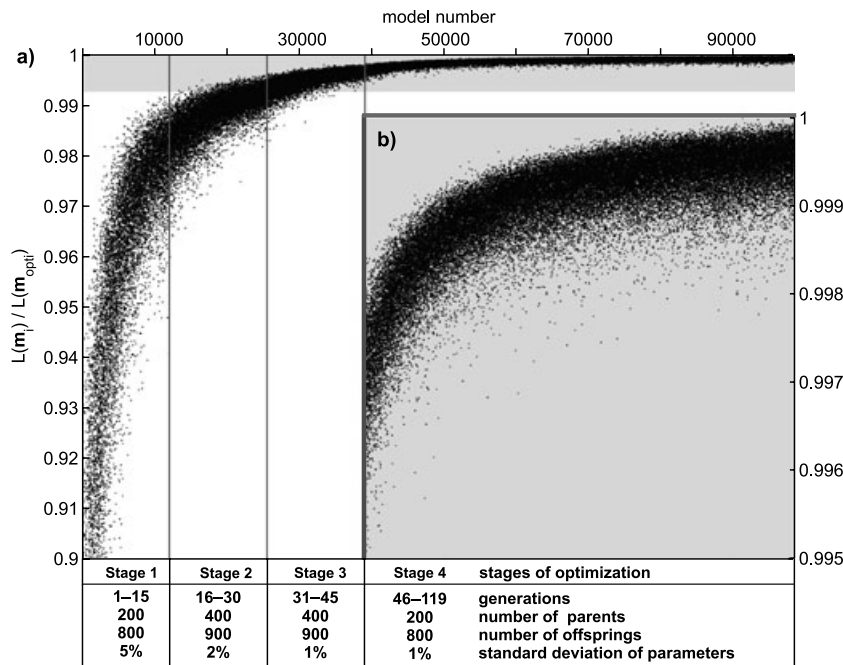 model number
10000 30000 50000 70000 90000
a)
1
0.99
0.98
0.97
0.96
0.95
0.94
0.93
0.92
0.91
0.9
L(mi) / L(mopti)
b)
1
0.999
0.998
0.997
0.996
0.995
Stage 1 Stage 2 Stage 3 Stage 4 stages of optimization
1–15 16–30 31–45 46–119 generations
200 400 400 200 number of parents
800 900 900 800 number of offsprings
5% 2% 1% 1% standard deviation of parameters